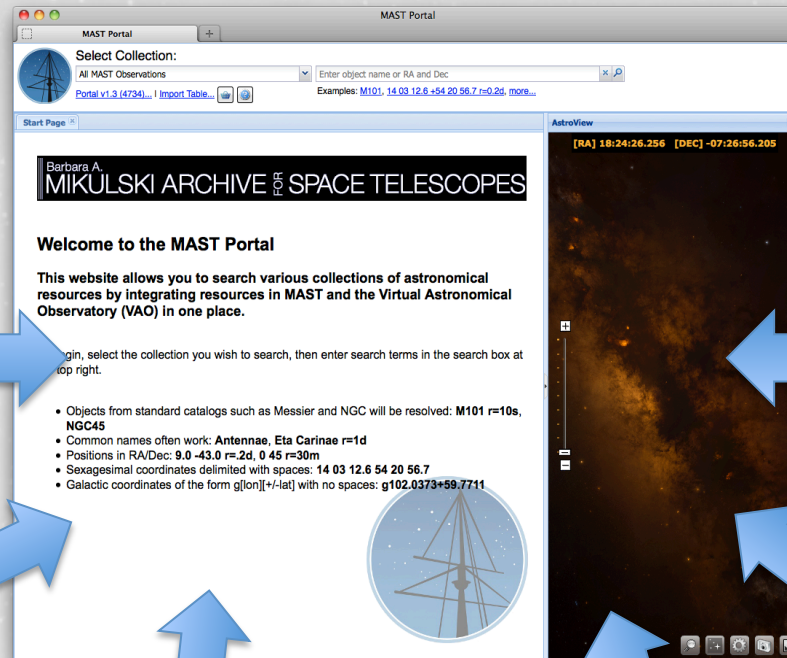 MAST Portal
MAST Portal
Select Collection:
All MAST Observations
Enter object name or RA and Dec
Portal v1.3 (4734)... | Import Table...
Examples: M101, 14 03 12.6 +54 20 56.7 r=0.2d, more...
Start Page
AstroView
[RA] 18:24:26.256 [DEC] -07:26:56.205
Barbara A.
MIKULSKI ARCHIVE FOR SPACE TELESCOPES
Welcome to the MAST Portal
This website allows you to search various collections of astronomical
resources by integrating resources in MAST and the Virtual Astronomical
Observatory (VAO) in one place.
gin, select the collection you wish to search, then enter search terms in the search box at
top right.
• Objects from standard catalogs such as Messier and NGC will be resolved: M101 r=10s,
NGC45
• Common names often work: Antennae, Eta Carinae r=1d
• Positions in RA/Dec: 9.0 -43.0 r=.2d, 0 45 r=30m
• Sexagesimal coordinates delimited with spaces: 14 03 12.6 54 20 56.7
• Galactic coordinates of the form g[lon][+/-lat] with no spaces: g102.0373+59.7711